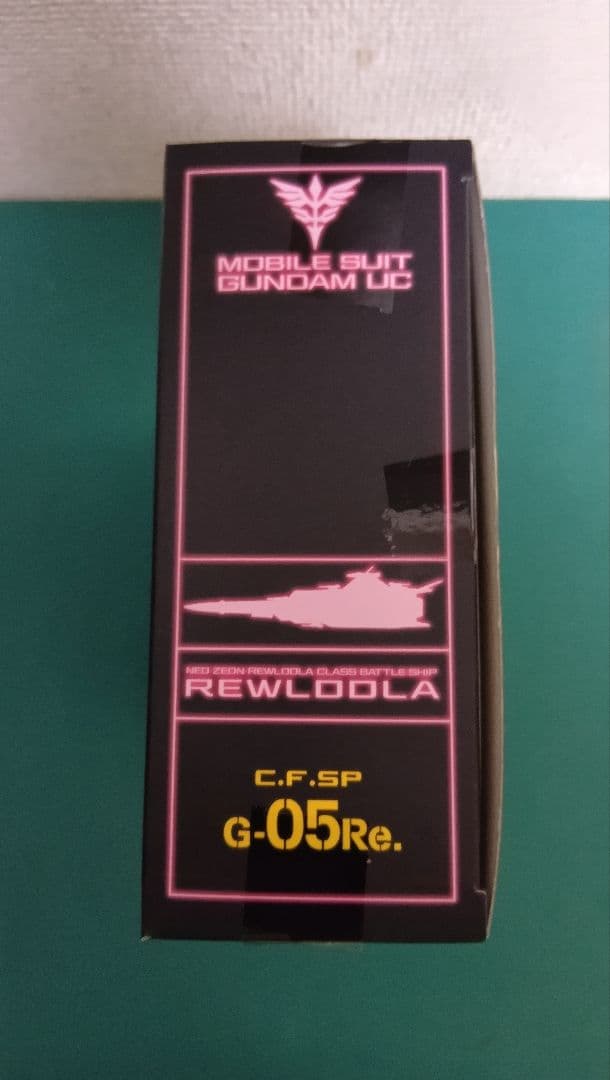 MOBILE SUIT
GUNDAM UC
NEO ZEON REWLOOLA CLASS BATTLE SHIP
REWLOOLA
C.F.SP
G-05Re.